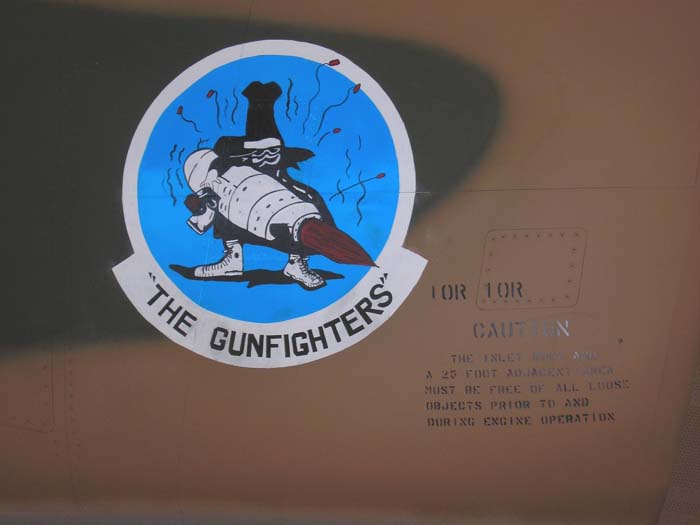 "THE GUNFIGHTERS"
10R 10R
CAUTION
THE INLET DUCT AND
A 25 FOOT ADJACENT AREA
MUST BE FREE OF ALL LOOSE
OBJECTS PRIOR TO AND
DURING ENGINE OPERATION